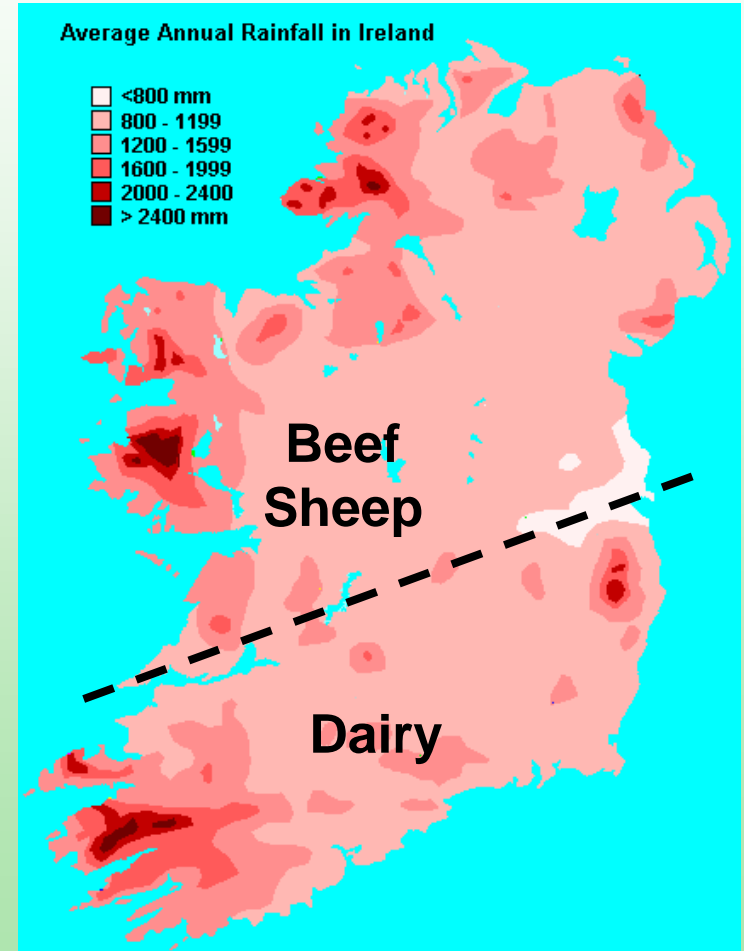 Average Annual Rainfall in Ireland
<800 mm
800 - 1199
1200 - 1599
1600 - 1999
2000 - 2400
> 2400 mm
Beef
Sheep
Dairy